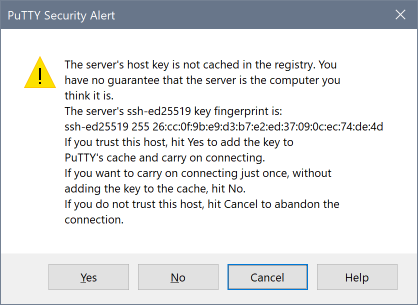 PuTTY Security Alert
The server's host key is not cached in the registry. You
have no guarantee that the server is the computer you
think it is.
The server's ssh-ed25519 key fingerprint is:
ssh-ed25519 255 26:cc:0f:9b:e9:d3:b7:e2:ed:37:09:0c:ec:74:de:4d
If you trust this host, hit Yes to add the key to
PuTTY's cache and carry on connecting.
If you want to carry on connecting just once, without
adding the key to the cache, hit No.
If you do not trust this host, hit Cancel to abandon the
connection.
Yes
No
Cancel
Help